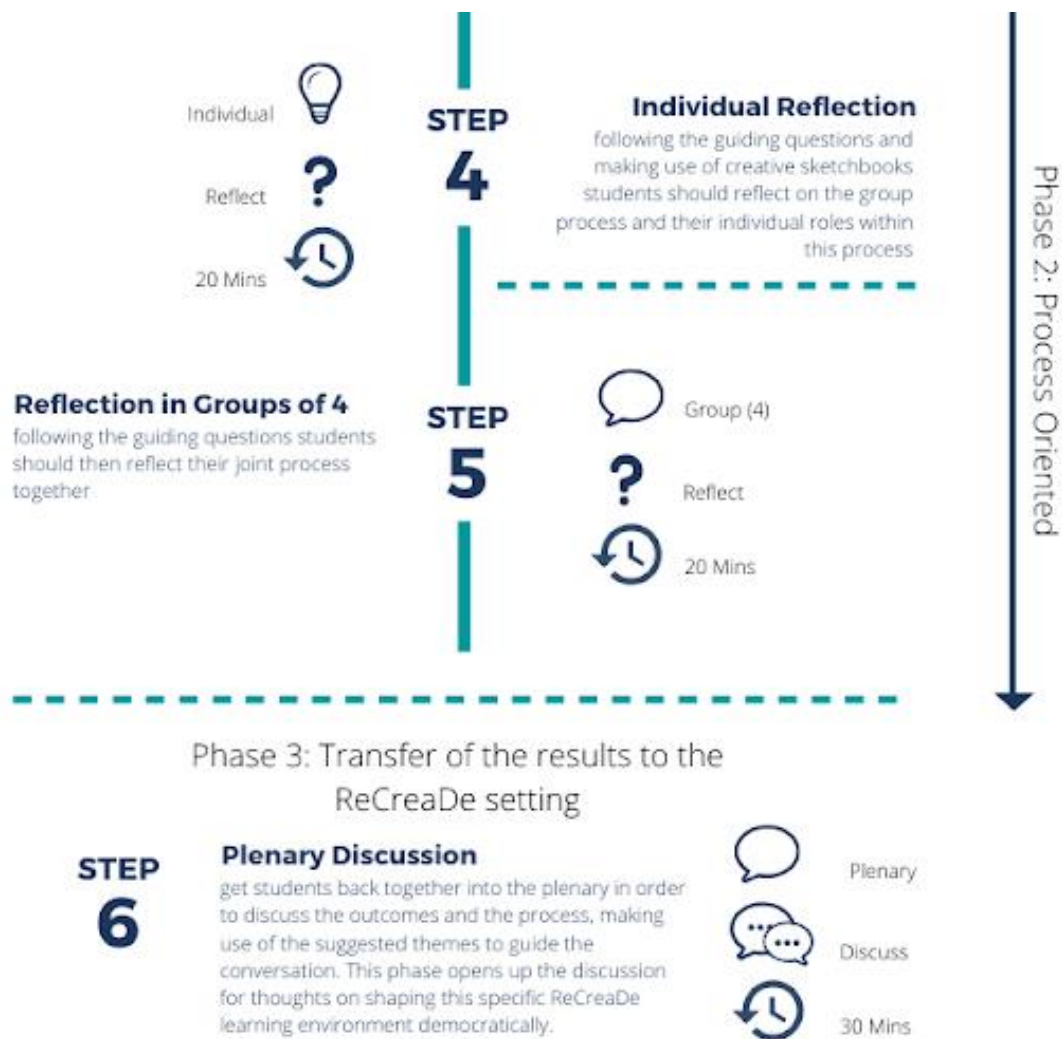 Individual
Reflect
20 Mins
STEP
4
Individual Reflection
following the guiding questions and
making use of creative sketchbooks
students should reflect on the group
process and their individual roles within
this process
Phase 2: Process Oriented
Reflection in Groups of 4
following the guiding questions students
should then reflect their joint process
together
STEP
5
Group (4)
Reflect
20 Mins
Phase 3: Transfer of the results to the
ReCreaDe setting
STEP
6
Plenary Discussion
get students back together into the plenary in order
to discuss the outcomes and the process, making
use of the suggested themes to guide the
conversation. This phase opens up the discussion
for thoughts on shaping this specific ReCreaDe
learning environment democratically.
Plenary
Discuss
30 Mins